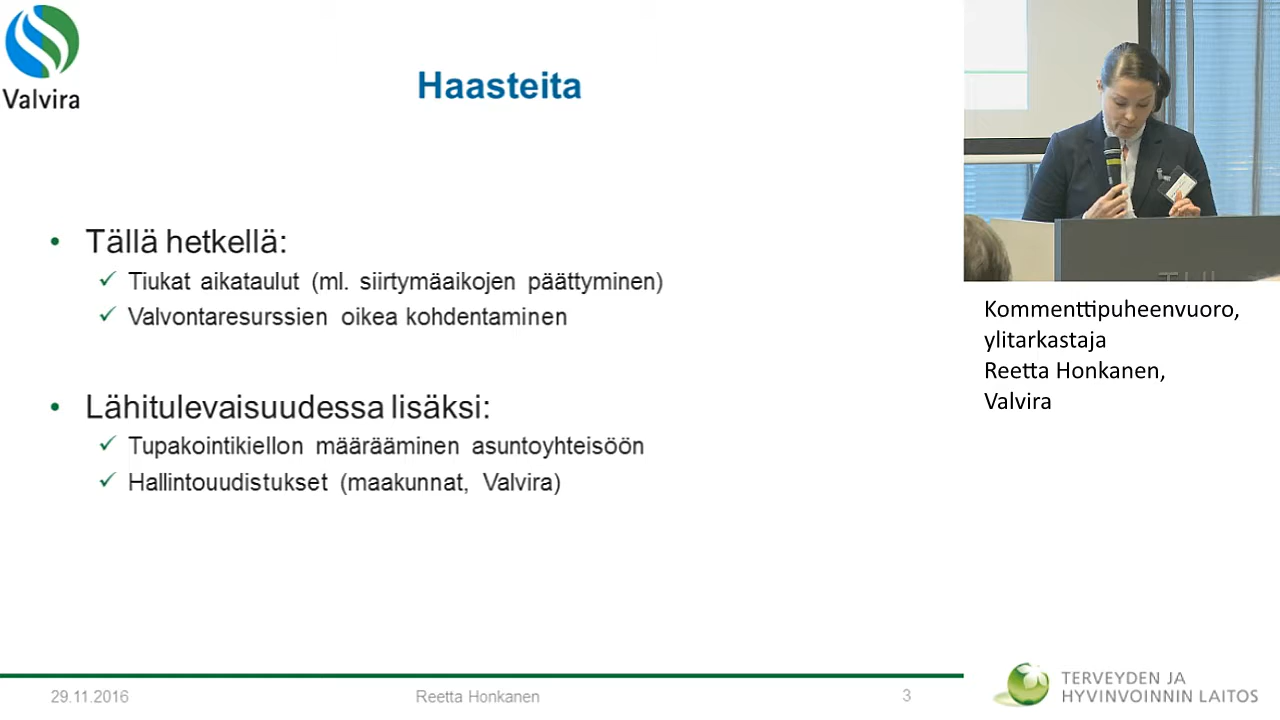 Valvira
Haasteita
• Tällä hetkellä:
✓ Tiukat aikataulut (ml. siirtymäaikojen päättyminen)
✓ Valvontaresurssien oikea kohdentaminen
• Lähitulevaisuudessa lisäksi:
✓ Tupakointikiellon määrääminen asuntoyhteisöön
✓ Hallintouudistukset (maakunnat, Valvira)
29.11.2016
Reetta Honkanen
3
Kommenttipuheenvuoro,
ylitarkastaja
Reetta Honkanen,
Valvira
TERVEYDEN JA
HYVINVOINNIN LAITOS